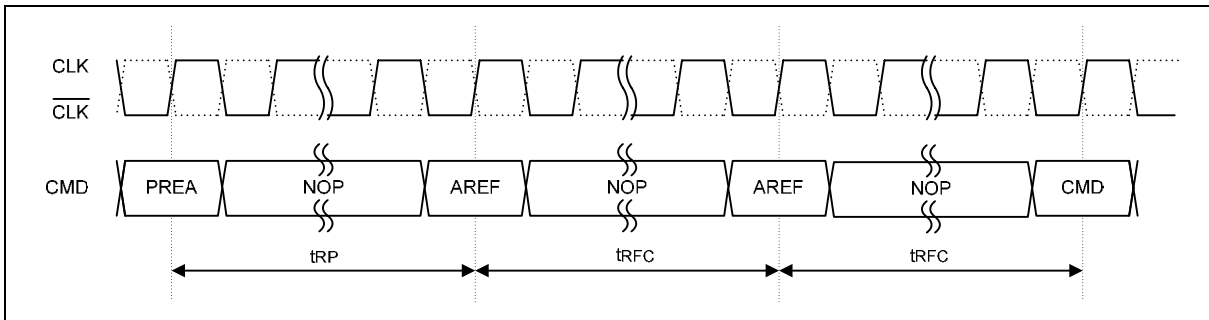 CLK
CLK
CMD PREA NOP AREF NOP AREF NOP CMD
tRP tRFC tRFC